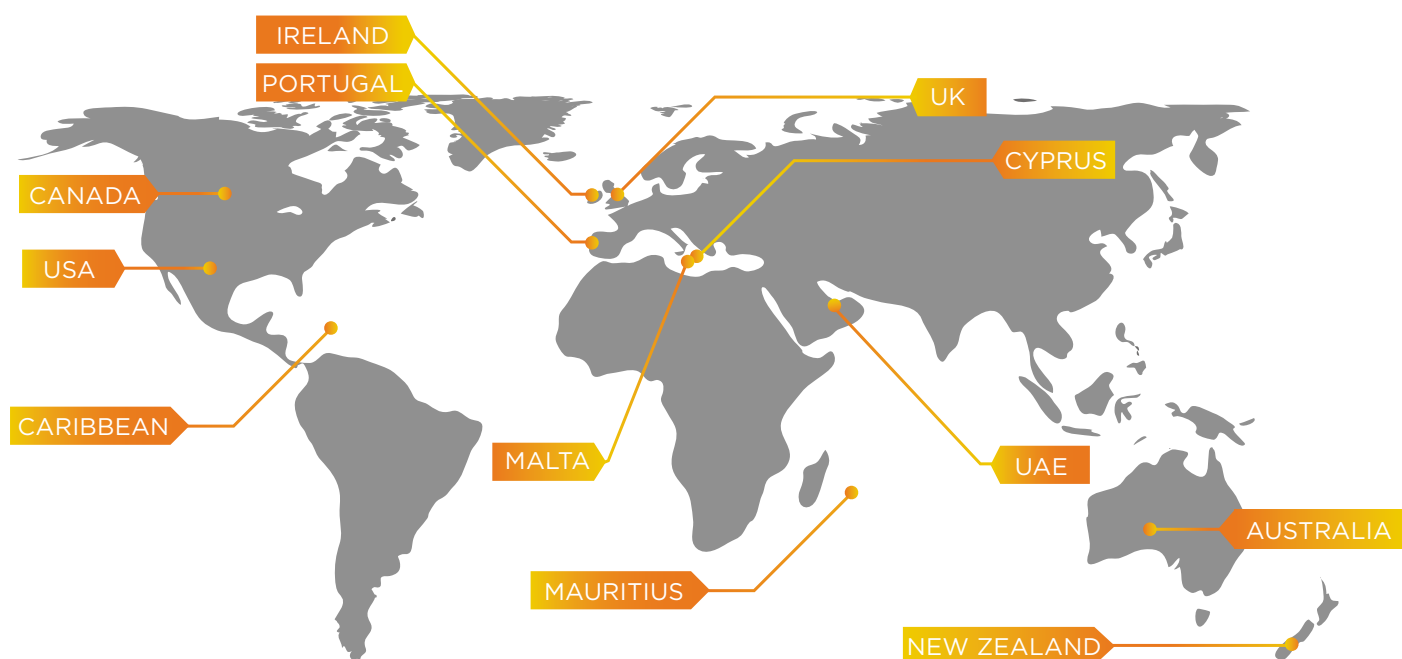 IRELAND
PORTUGAL
UK
CYPRUS
CANADA
USA
CARIBBEAN
MALTA
UAE
AUSTRALIA
MAURITIUS
NEW ZEALAND